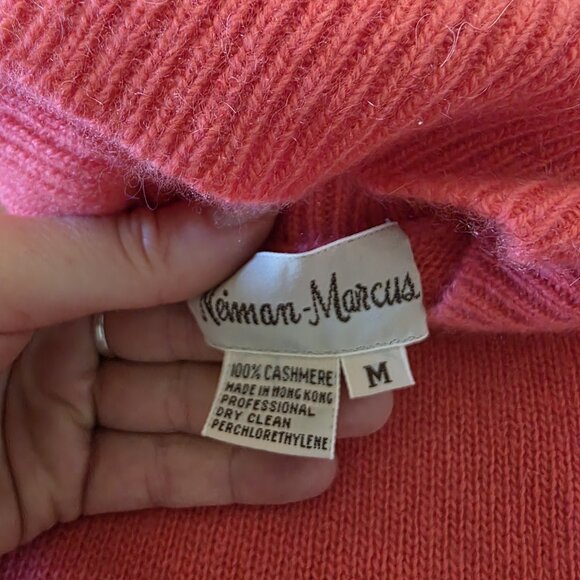 Neiman-Marcus
100% CASHMERE
MADE IN HONG KONG
PROFESSIONAL
DRY CLEAN
PERCHLORETHYLENE
M